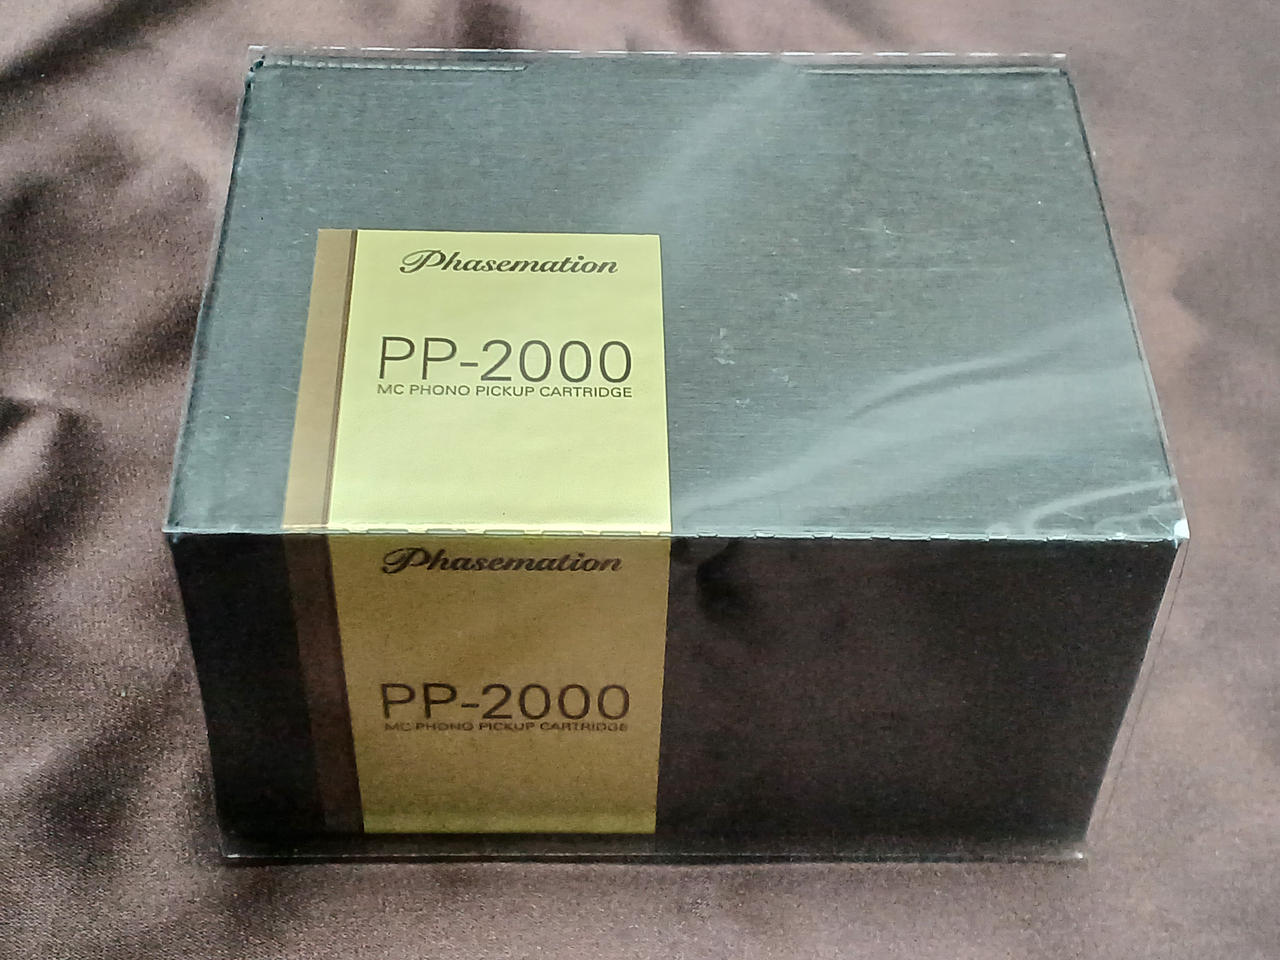 Phasemation
PP-2000
MC PHONO PICKUP CARTRIDGE
Phasemation
PP-2000
MC PHONO PICKUP CARTRIDGE